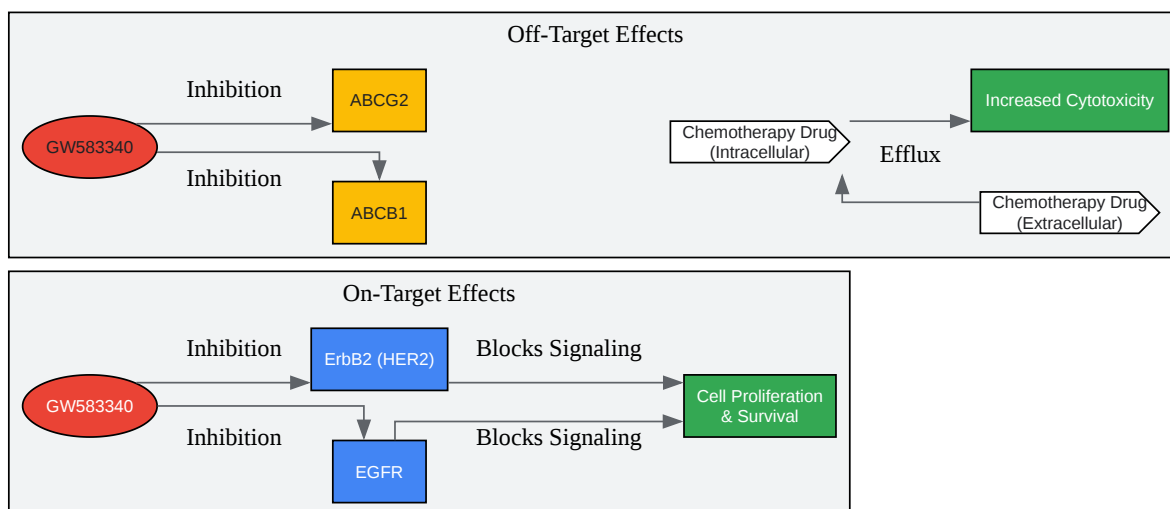 Off-Target Effects
Inhibition
ABCG2
GW583340
Inhibition
ABCB1
Increased Cytotoxicity
Chemotherapy Drug
(Intracellular)
Efflux
Chemotherapy Drug
(Extracellular)
On-Target Effects
Inhibition
ErbB2 (HER2)
Blocks Signaling
GW583340
Cell Proliferation
& Survival
Inhibition
Blocks Signaling
EGFR